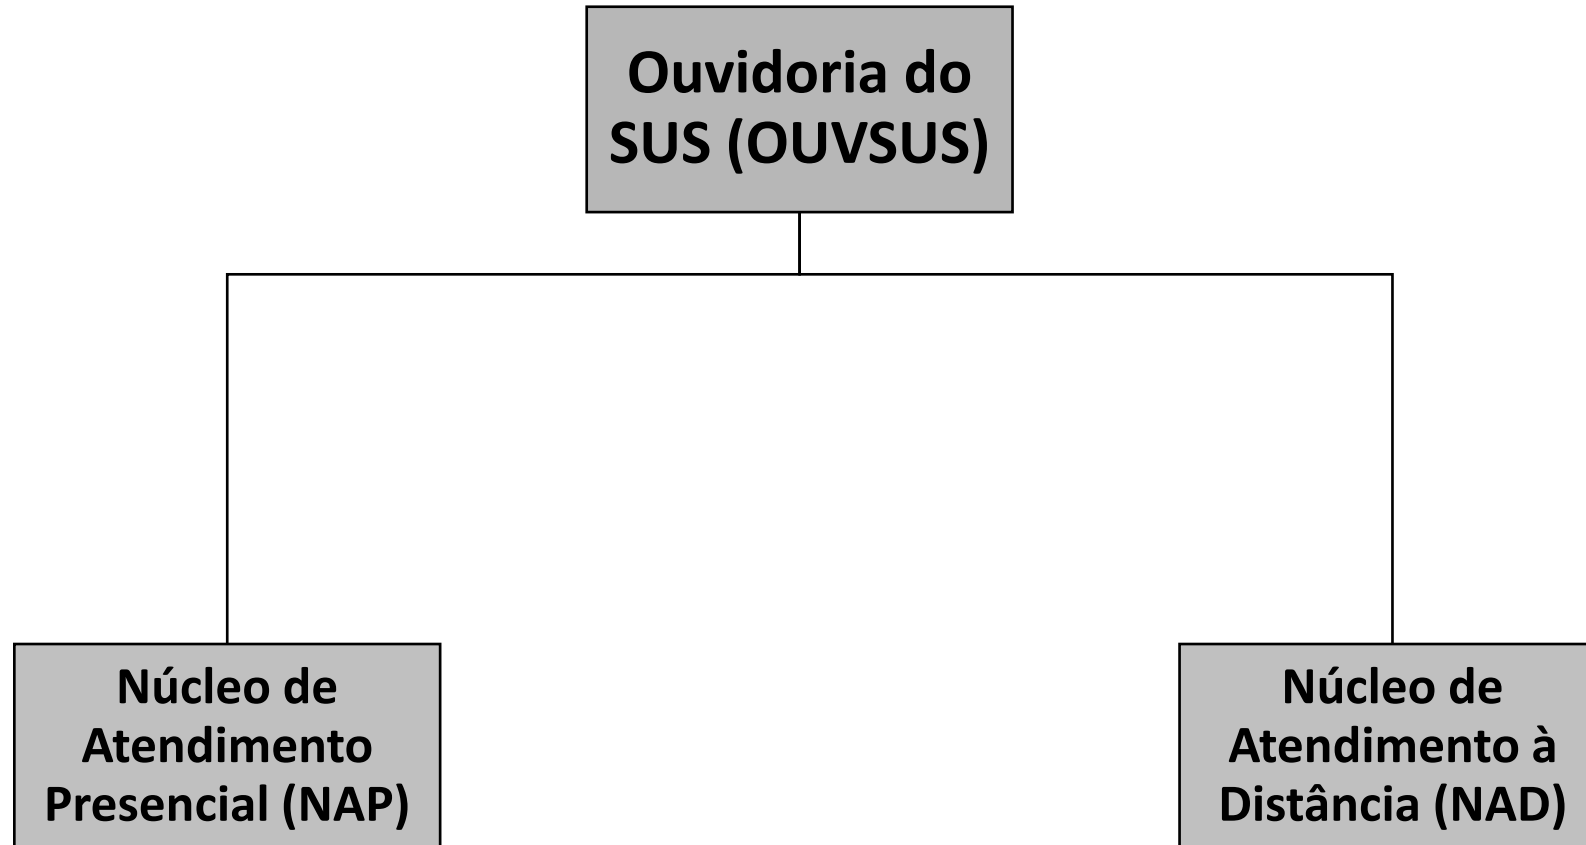 Ouvidoria do
SUS (OUVSUS)
Núcleo de
Atendimento
Presencial (NAP)
Núcleo de
Atendimento à
Distância (NAD)